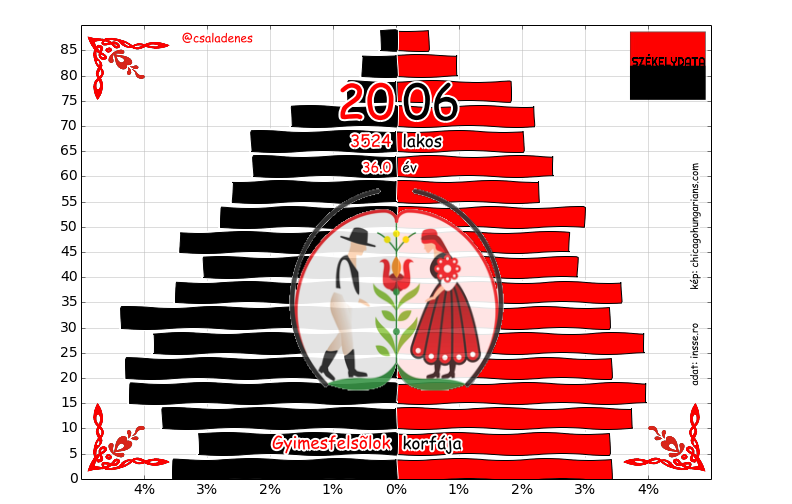 @csaladenes
SZÉKELYDATA
2006
3524 lakos
36.0 év
kép: chicagohungarians.com
adat: insse.ro
Gyimesfelsőlok korfája
85
80
75
70
65
60
55
50
45
40
35
30
25
20
15
10
5
0
4% 3% 2% 1% 0% 1% 2% 3% 4%